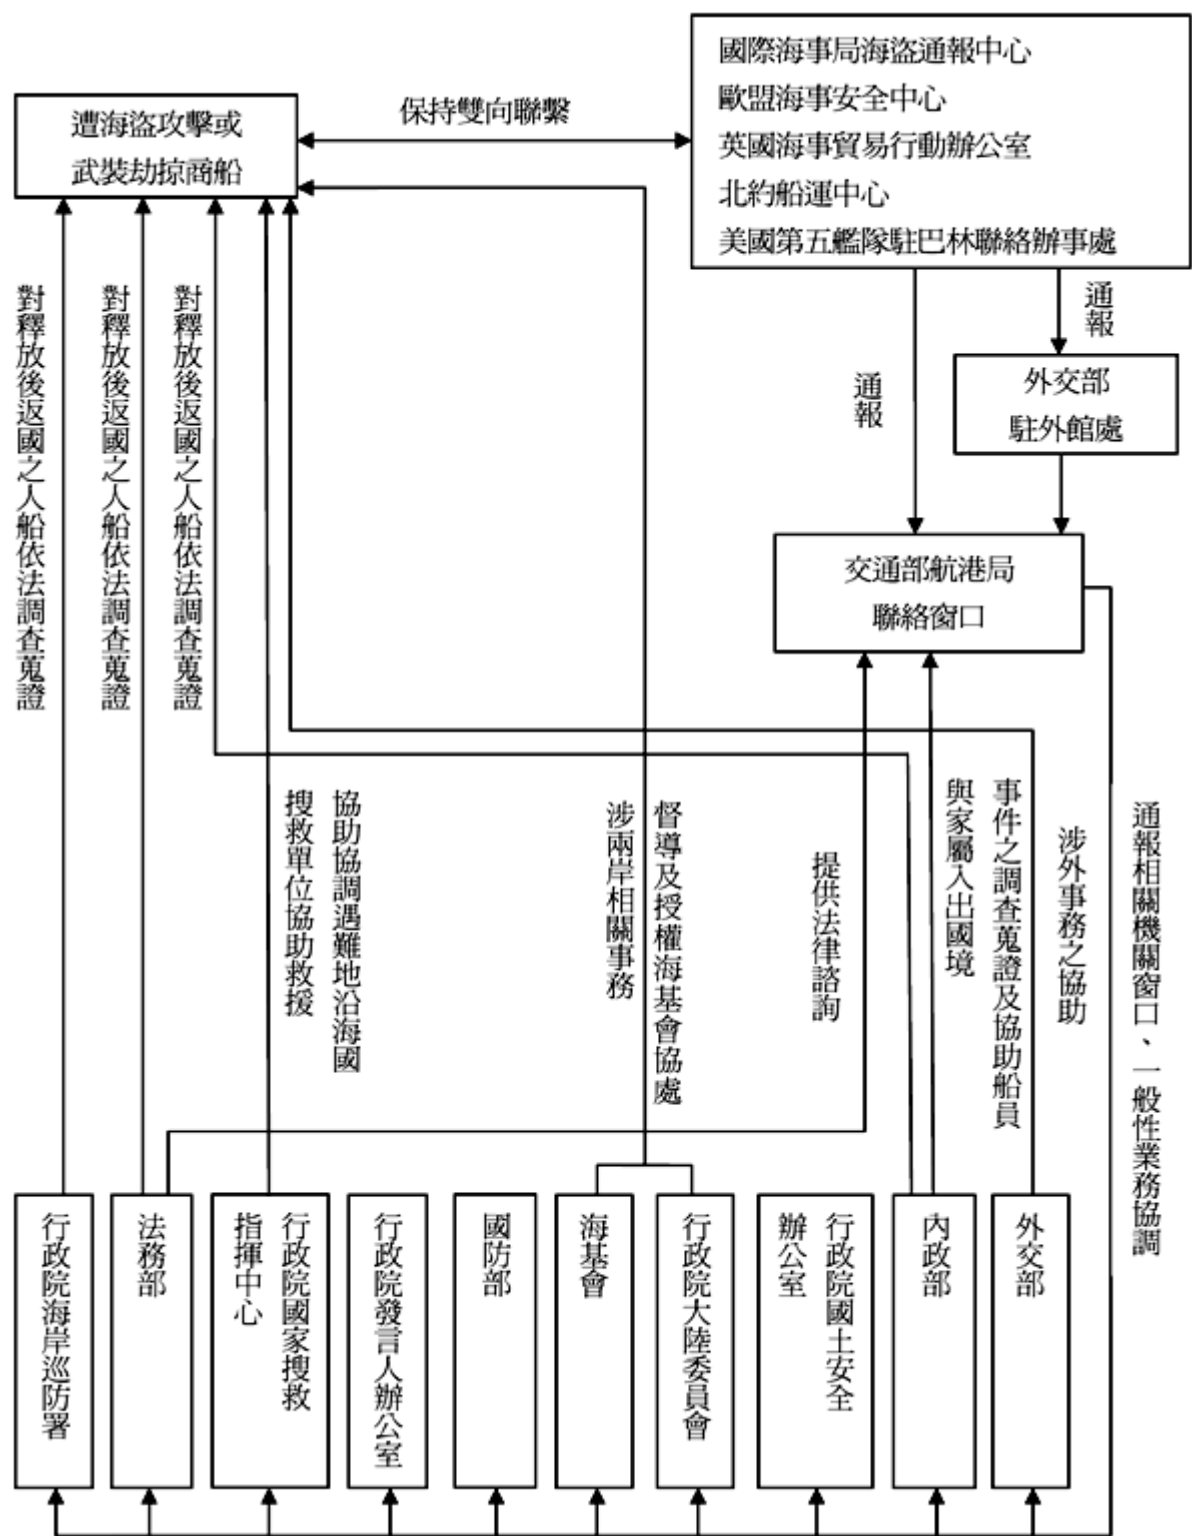 國際海事局海盜通報中心
歐盟海事安全中心
英國海事貿易行動辦公室
北約船運中心
美國第五艦隊駐巴林聯絡辦事處
遭海盜攻擊或
武裝劫掠商船
保持雙向聯繫
通報
通報
外交部
駐外館處
交通部航港局
聯絡窗口
對釋放後返國之人船依法調查蒐證
對釋放後返國之人船依法調查蒐證
對釋放後返國之人船依法調查蒐證
協助協調遇難地沿海國
搜救單位協助救援
督導及授權海基會協處
涉兩岸相關事務
提供法律諮詢
事件之調查蒐證及協助船員
與家屬入出國境
涉外事務之協助
通報相關機關窗口、一般性業務協調
行政院海岸巡防署
法務部
行政院國家搜救
指揮中心
行政院發言人辦公室
國防部
海基會
行政院大陸委員會
行政院國土安全
辦公室
內政部
外交部